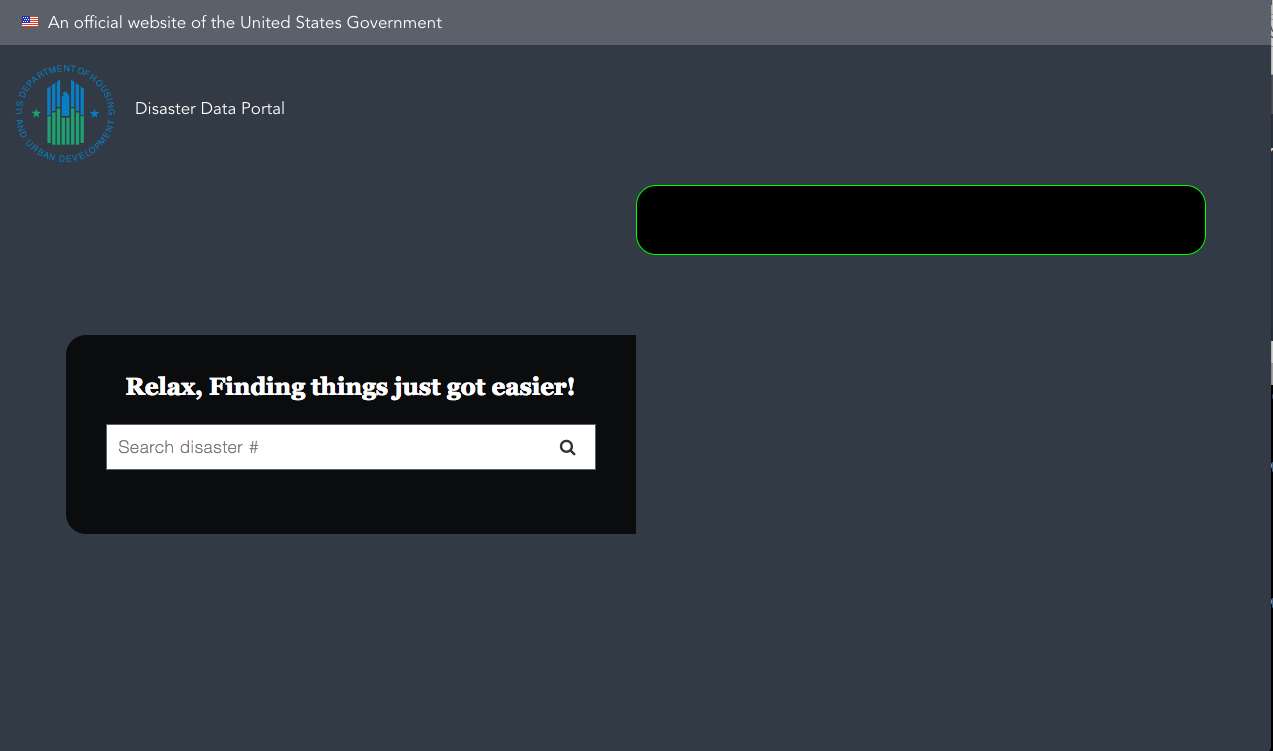 An official website of the United States Government
U.S. DEPARTMENT OF HOUSING
AND URBAN DEVELOPMENT
Disaster Data Portal
Relax, Finding things just got easier!
Search disaster #